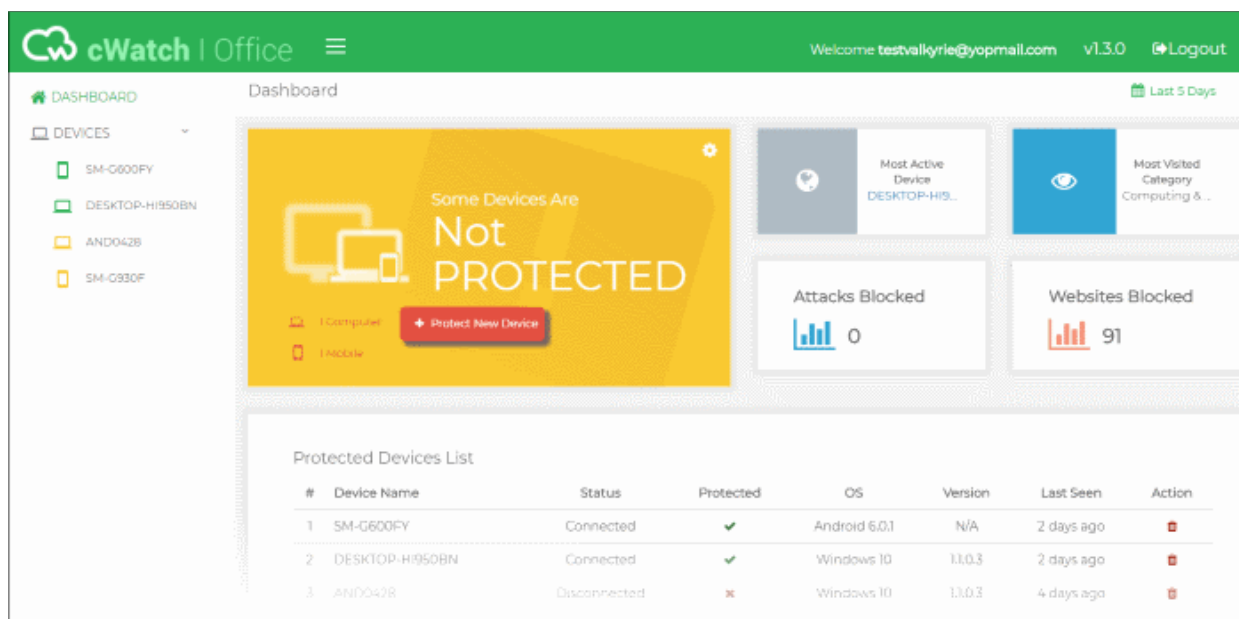 cWatch | Office
Welcome testvalkyrie@yopmail.com v1.3.0 Logout
DASHBOARD
DEVICES
SM-G600FY
DESKTOP-HI950BN
AND0428
SM-G930F
Dashboard
Last 5 Days
Some Devices Are
Not
PROTECTED
1 Computer
1 Mobile
+ Protect New Device
Most Active
Device
DESKTOP-HI9...
Most Visited
Category
Computing &...
Attacks Blocked
0
Websites Blocked
91
Protected Devices List
# Device Name Status Protected OS Version Last Seen Action
1 SM-G600FY Connected Android 6.0.1 N/A 2 days ago
2 DESKTOP-HI950BN Connected Windows 10 1.1.0.3 2 days ago
3 AND0428 Disconnected Windows 10 1.1.0.3 4 days ago